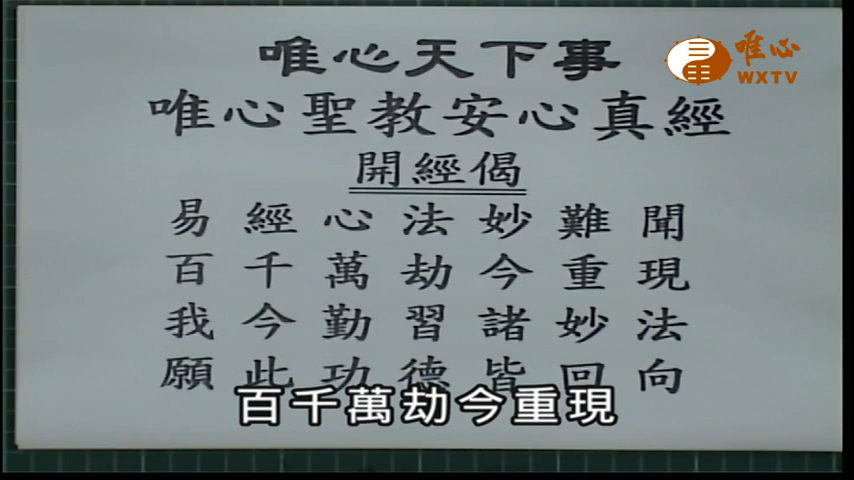 唯心天下事
唯心
WXTV
唯心聖教安心真經
開經偈
易經心法妙難聞
百千萬劫今重現
我今勤習諸妙法
願此功德皆回向
百千萬劫今重現